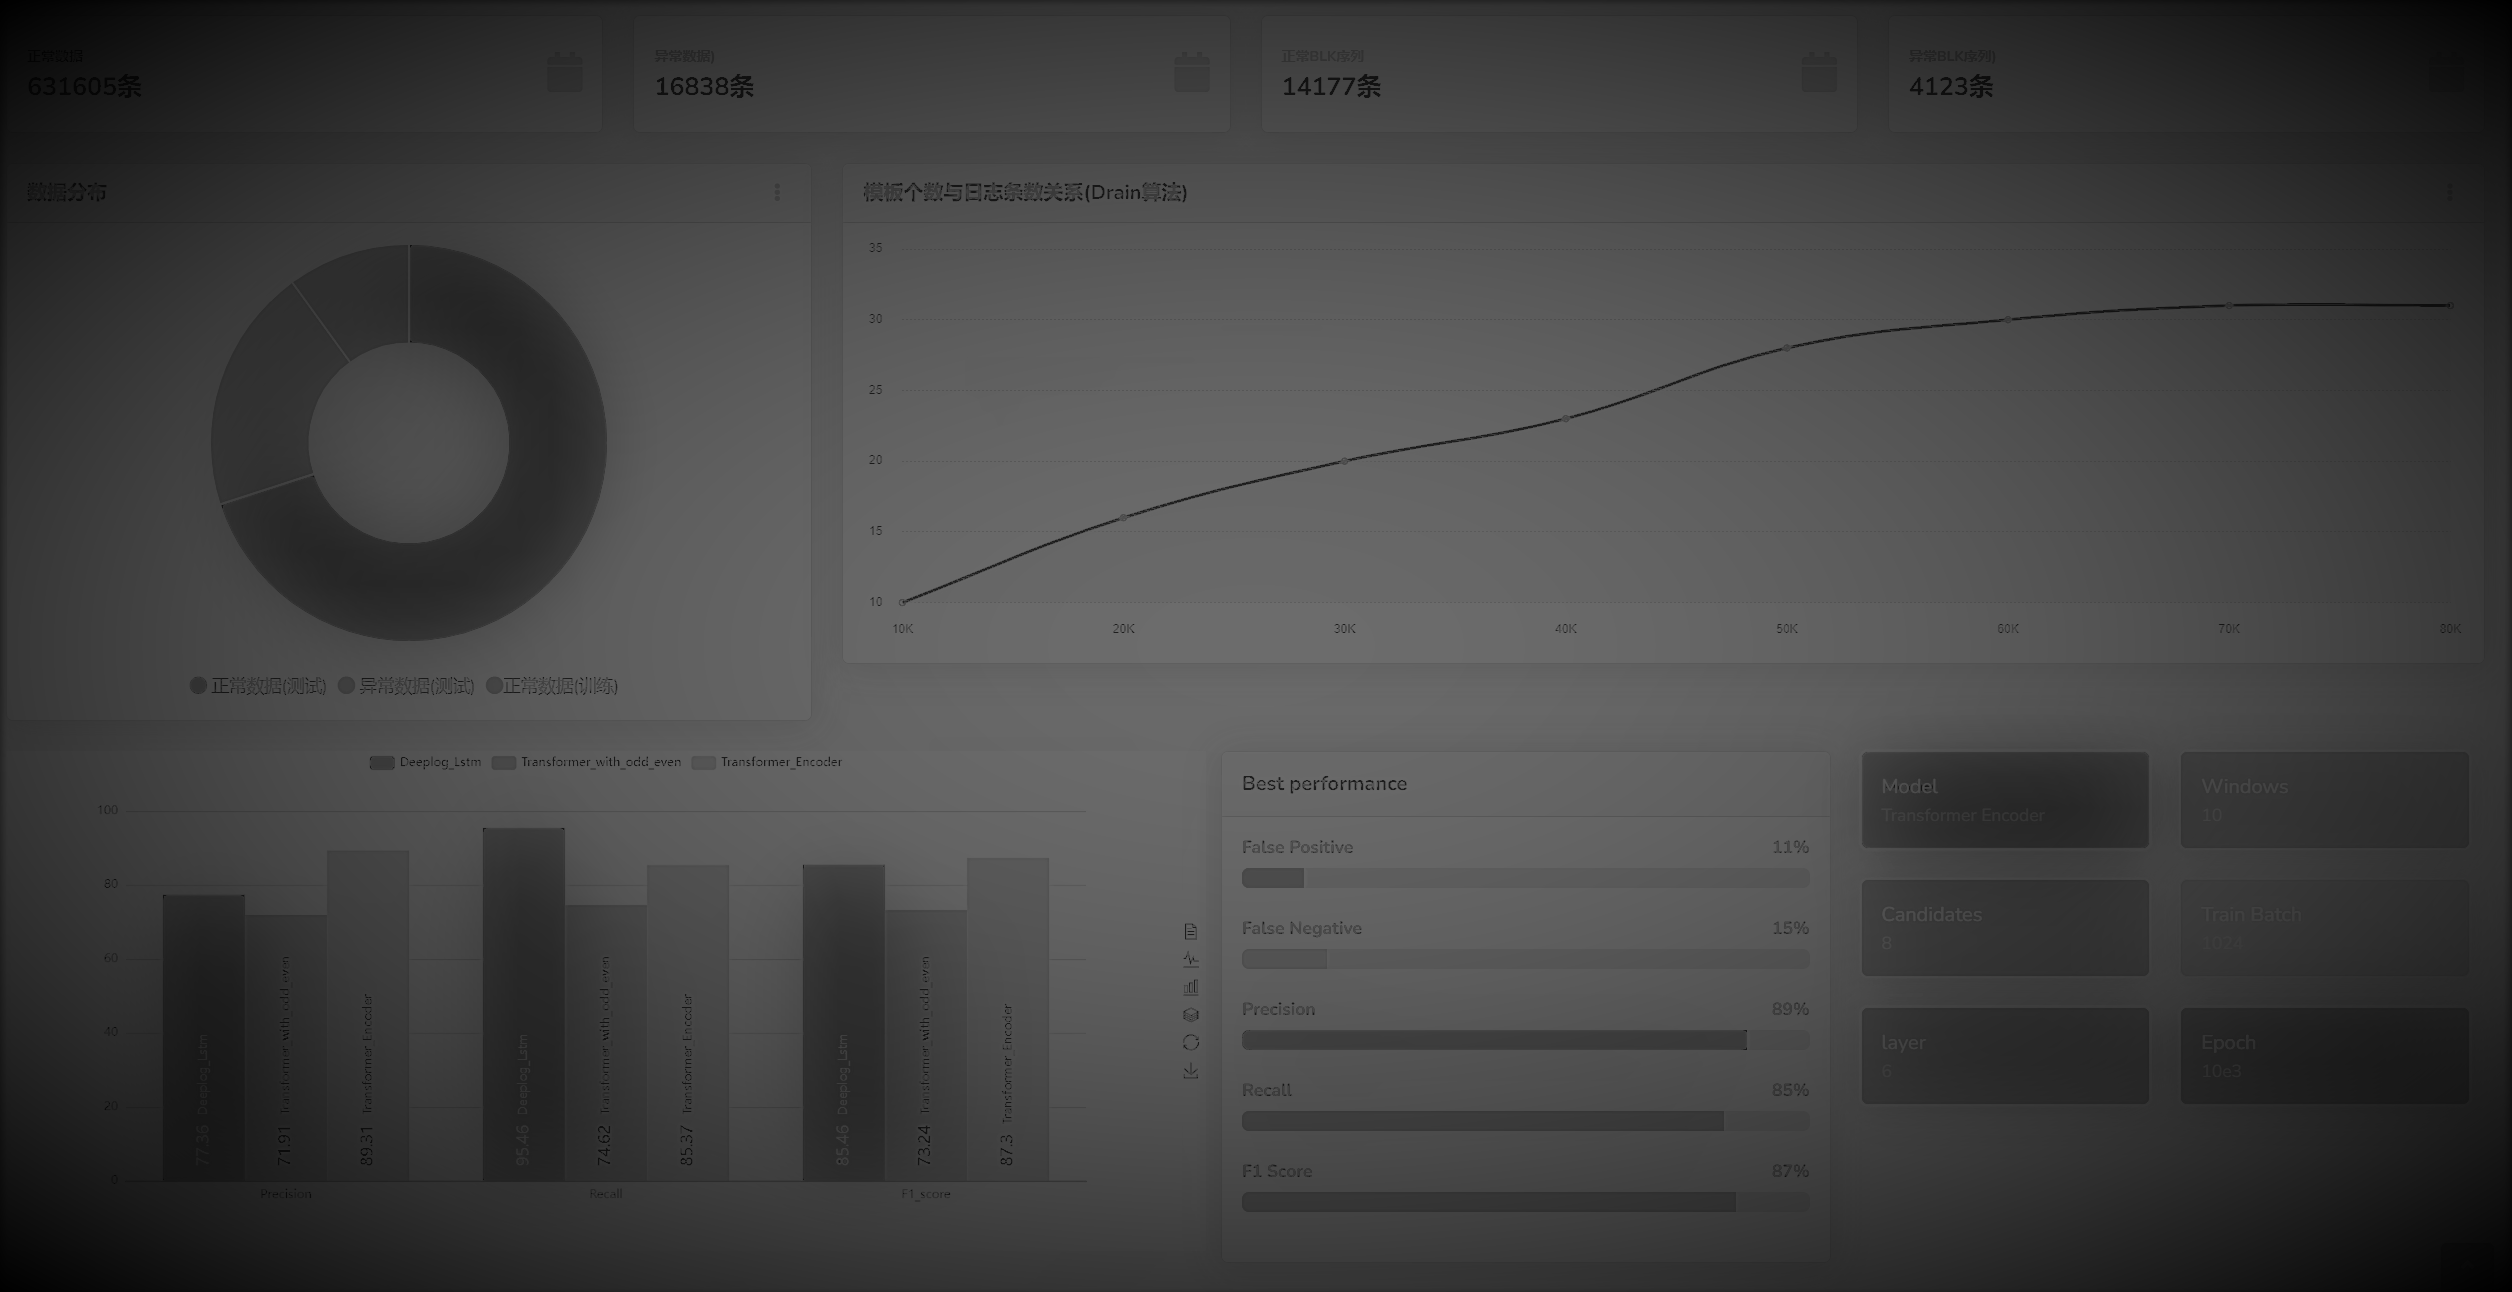 正常数据
631605条
异常数据)
16838条
正常BLK序列
14177条
异常BLK序列)
4123条
数据分布
正常数据(测试) 异常数据(测试) 正常数据(训练)
模板个数与日志条数关系(Drain算法)
35
30
25
20
15
10
10K 20K 30K 40K 50K 60K 70K 80K
Deeplog_Lstm Transformer_with_odd_even Transformer_Encoder
100
80
60
40
20
0
77.36 Deeplog_Lstm
71.91 Transformer_with_odd_even
89.31 Transformer_Encoder
95.46 Deeplog_Lstm
74.62 Transformer_with_odd_even
85.37 Transformer_Encoder
85.46 Deeplog_Lstm
73.24 Transformer_with_odd_even
87.3 Transformer_Encoder
Precision Recall F1_score
Best performance
False Positive 11%
False Negative 15%
Precision 89%
Recall 85%
F1 Score 87%
Model
Transformer Encoder
Windows
10
Candidates
8
Train Batch
1024
layer
6
Epoch
10e3